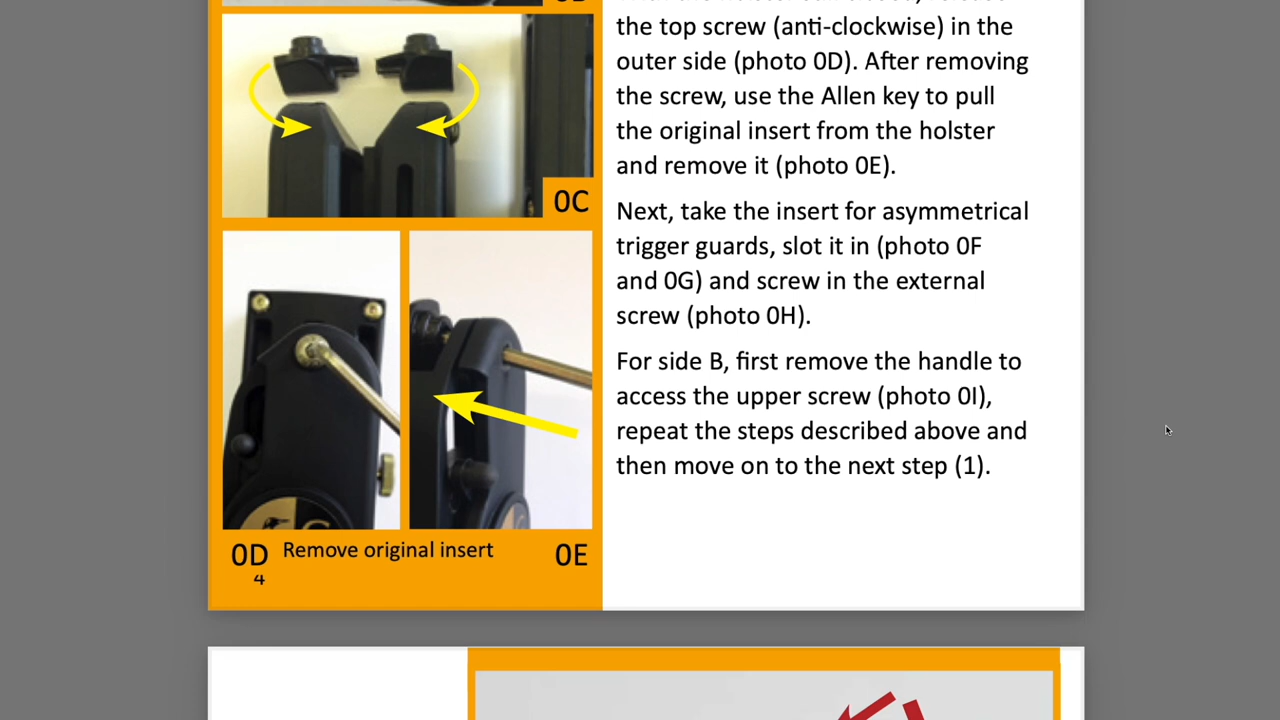 the top screw (anti-clockwise) in the
outer side (photo 0D). After removing
the screw, use the Allen key to pull
the original insert from the holster
and remove it (photo 0E).
Next, take the insert for asymmetrical
trigger guards, slot it in (photo 0F
and 0G) and screw in the external
screw (photo 0H).
For side B, first remove the handle to
access the upper screw (photo 0I),
repeat the steps described above and
then move on to the next step (1).
0C
0D
Remove original insert
0E
4